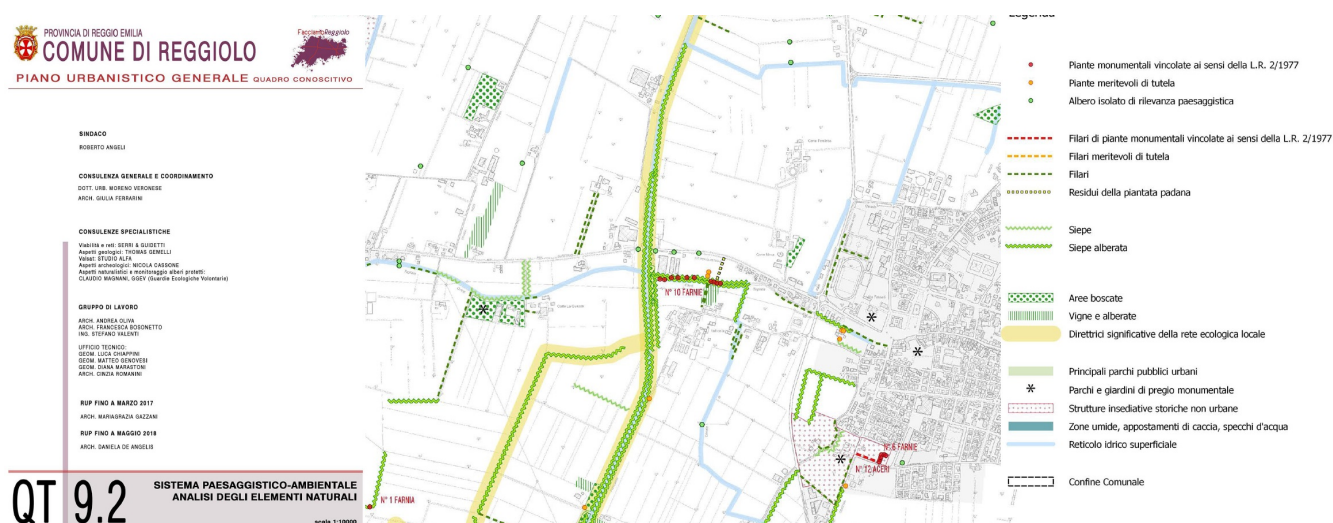 PROVINCIA DI REGGIO EMILIA
COMUNE DI REGGIOLO
FacciamoReggiolo
PIANO URBANISTICO GENERALE QUADRO CONOSCITIVO
SINDACO
ROBERTO ANGELI
CONSULENZA GENERALE E COORDINAMENTO
DOTT. URB. MORENO VERONESE
ARCH. GIULIA FERRARINI
CONSULENZE SPECIALISTICHE
Viabilità e reti: SERRI & GUIDETTI
Aspetti geologici: THOMAS GEMELLI
Valsat: STUDIO ALFA
Aspetti archeologici: NICOLA CASSONE
Aspetti naturalistici e monitoraggio alberi protetti:
CLAUDIO MAGNANI, GGEV (Guardie Ecologiche Volontarie)
GRUPPO DI LAVORO
ARCH. ANDREA OLIVA
ARCH. FRANCESCA BOSONETTO
ING. STEFANO VALENTI
UFFICIO TECNICO:
GEOM. LUCA CHIAPPINI
GEOM. MATTEO GENOVESI
GEOM. DIANA MARASTONI
ARCH. CINZIA ROMANINI
RUP FINO A MARZO 2017
ARCH. MARIAGRAZIA GAZZANI
RUP FINO A MAGGIO 2018
ARCH. DANIELA DE ANGELIS
QT 9.2
SISTEMA PAESAGGISTICO-AMBIENTALE
ANALISI DEGLI ELEMENTI NATURALI
scala 1:10000
N° 10 FARNIE
N° 6 FARNIE
N° 12 ACERI
N° 1 FARNIA
Legenda
Piante monumentali vincolate ai sensi della L.R. 2/1977
Piante meritevoli di tutela
Albero isolato di rilevanza paesaggistica
Filari di piante monumentali vincolate ai sensi della L.R. 2/1977
Filari meritevoli di tutela
Filari
Residui della piantata padana
Siepe
Siepe alberata
Aree boscate
Vigne e alberate
Direttrici significative della rete ecologica locale
Principali parchi pubblici urbani
Parchi e giardini di pregio monumentale
Strutture insediative storiche non urbane
Zone umide, appostamenti di caccia, specchi d'acqua
Reticolo idrico superficiale
Confine Comunale